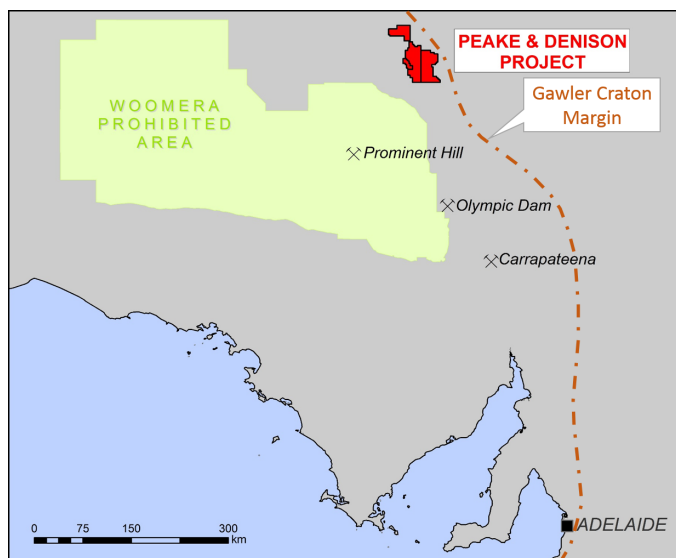 PEAKE & DENISON
PROJECT
Gawler Craton
Margin
WOOMERA
PROHIBITED
AREA
Prominent Hill
Olympic Dam
Carrapateena
0 75 150 300
km
ADELAIDE